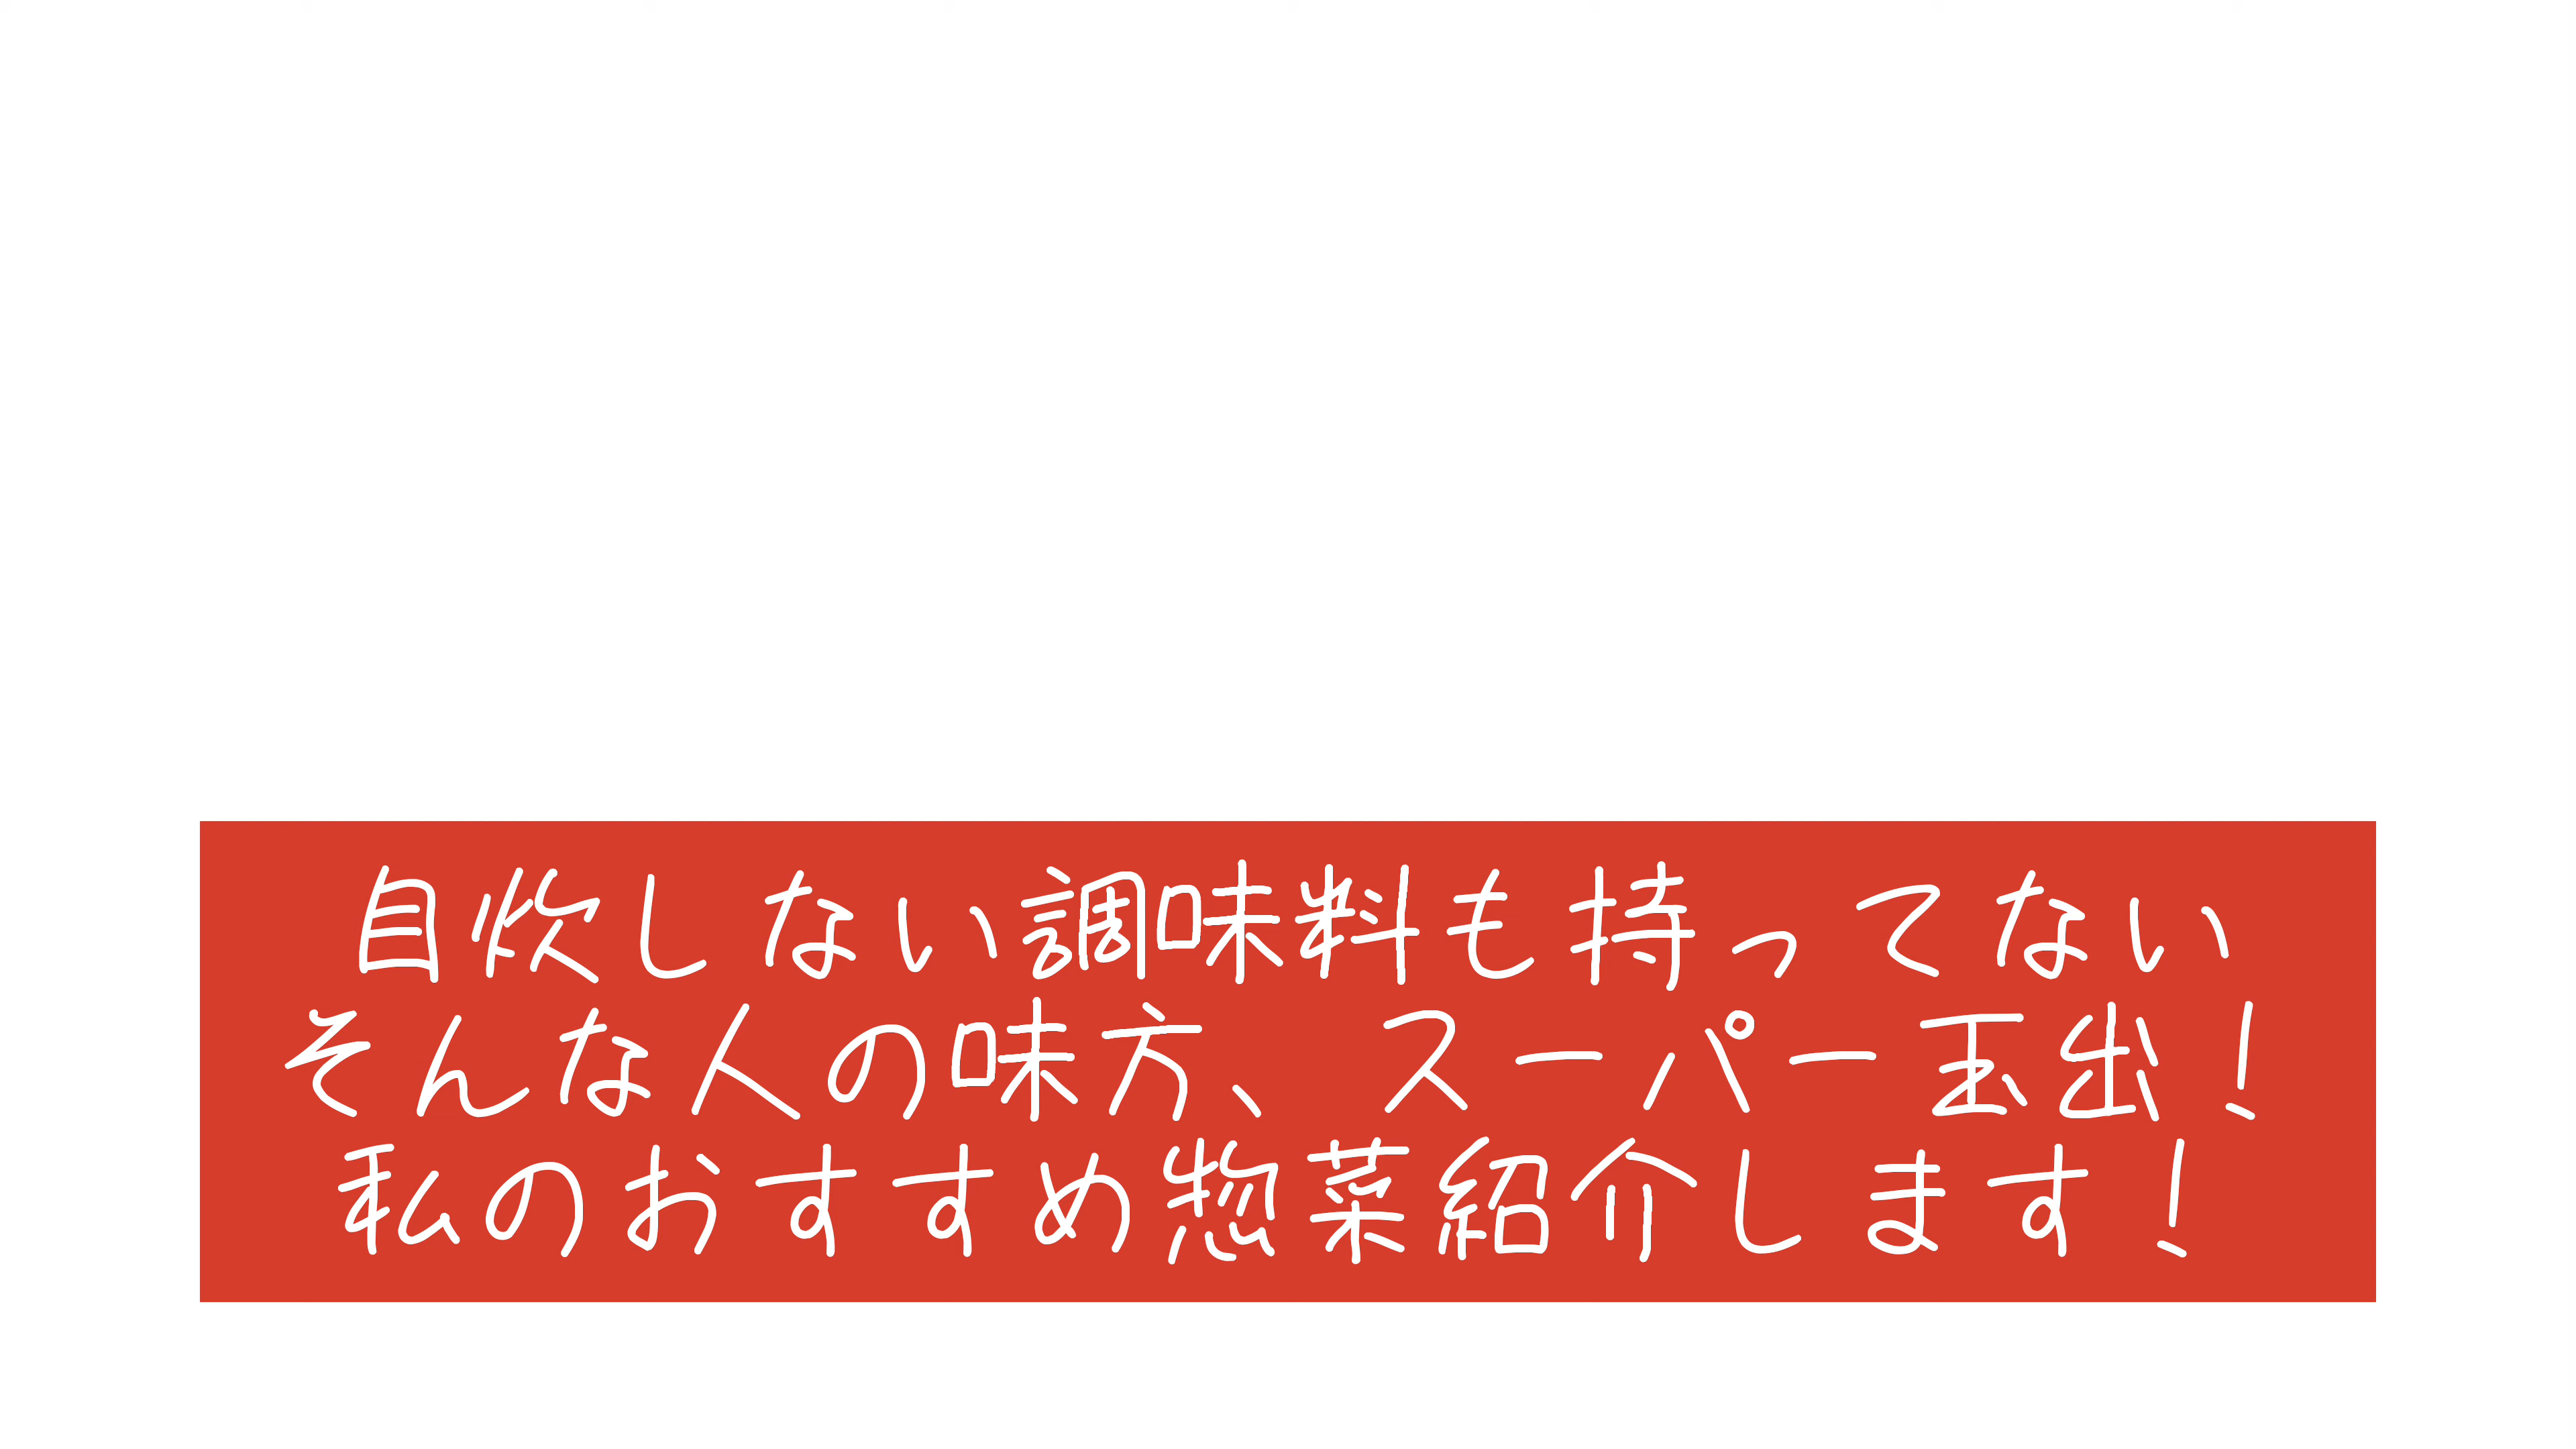 自炊しない調味料も持ってない
そんな人の味方、スーパー玉出！
私のおすすめ惣菜紹介します！